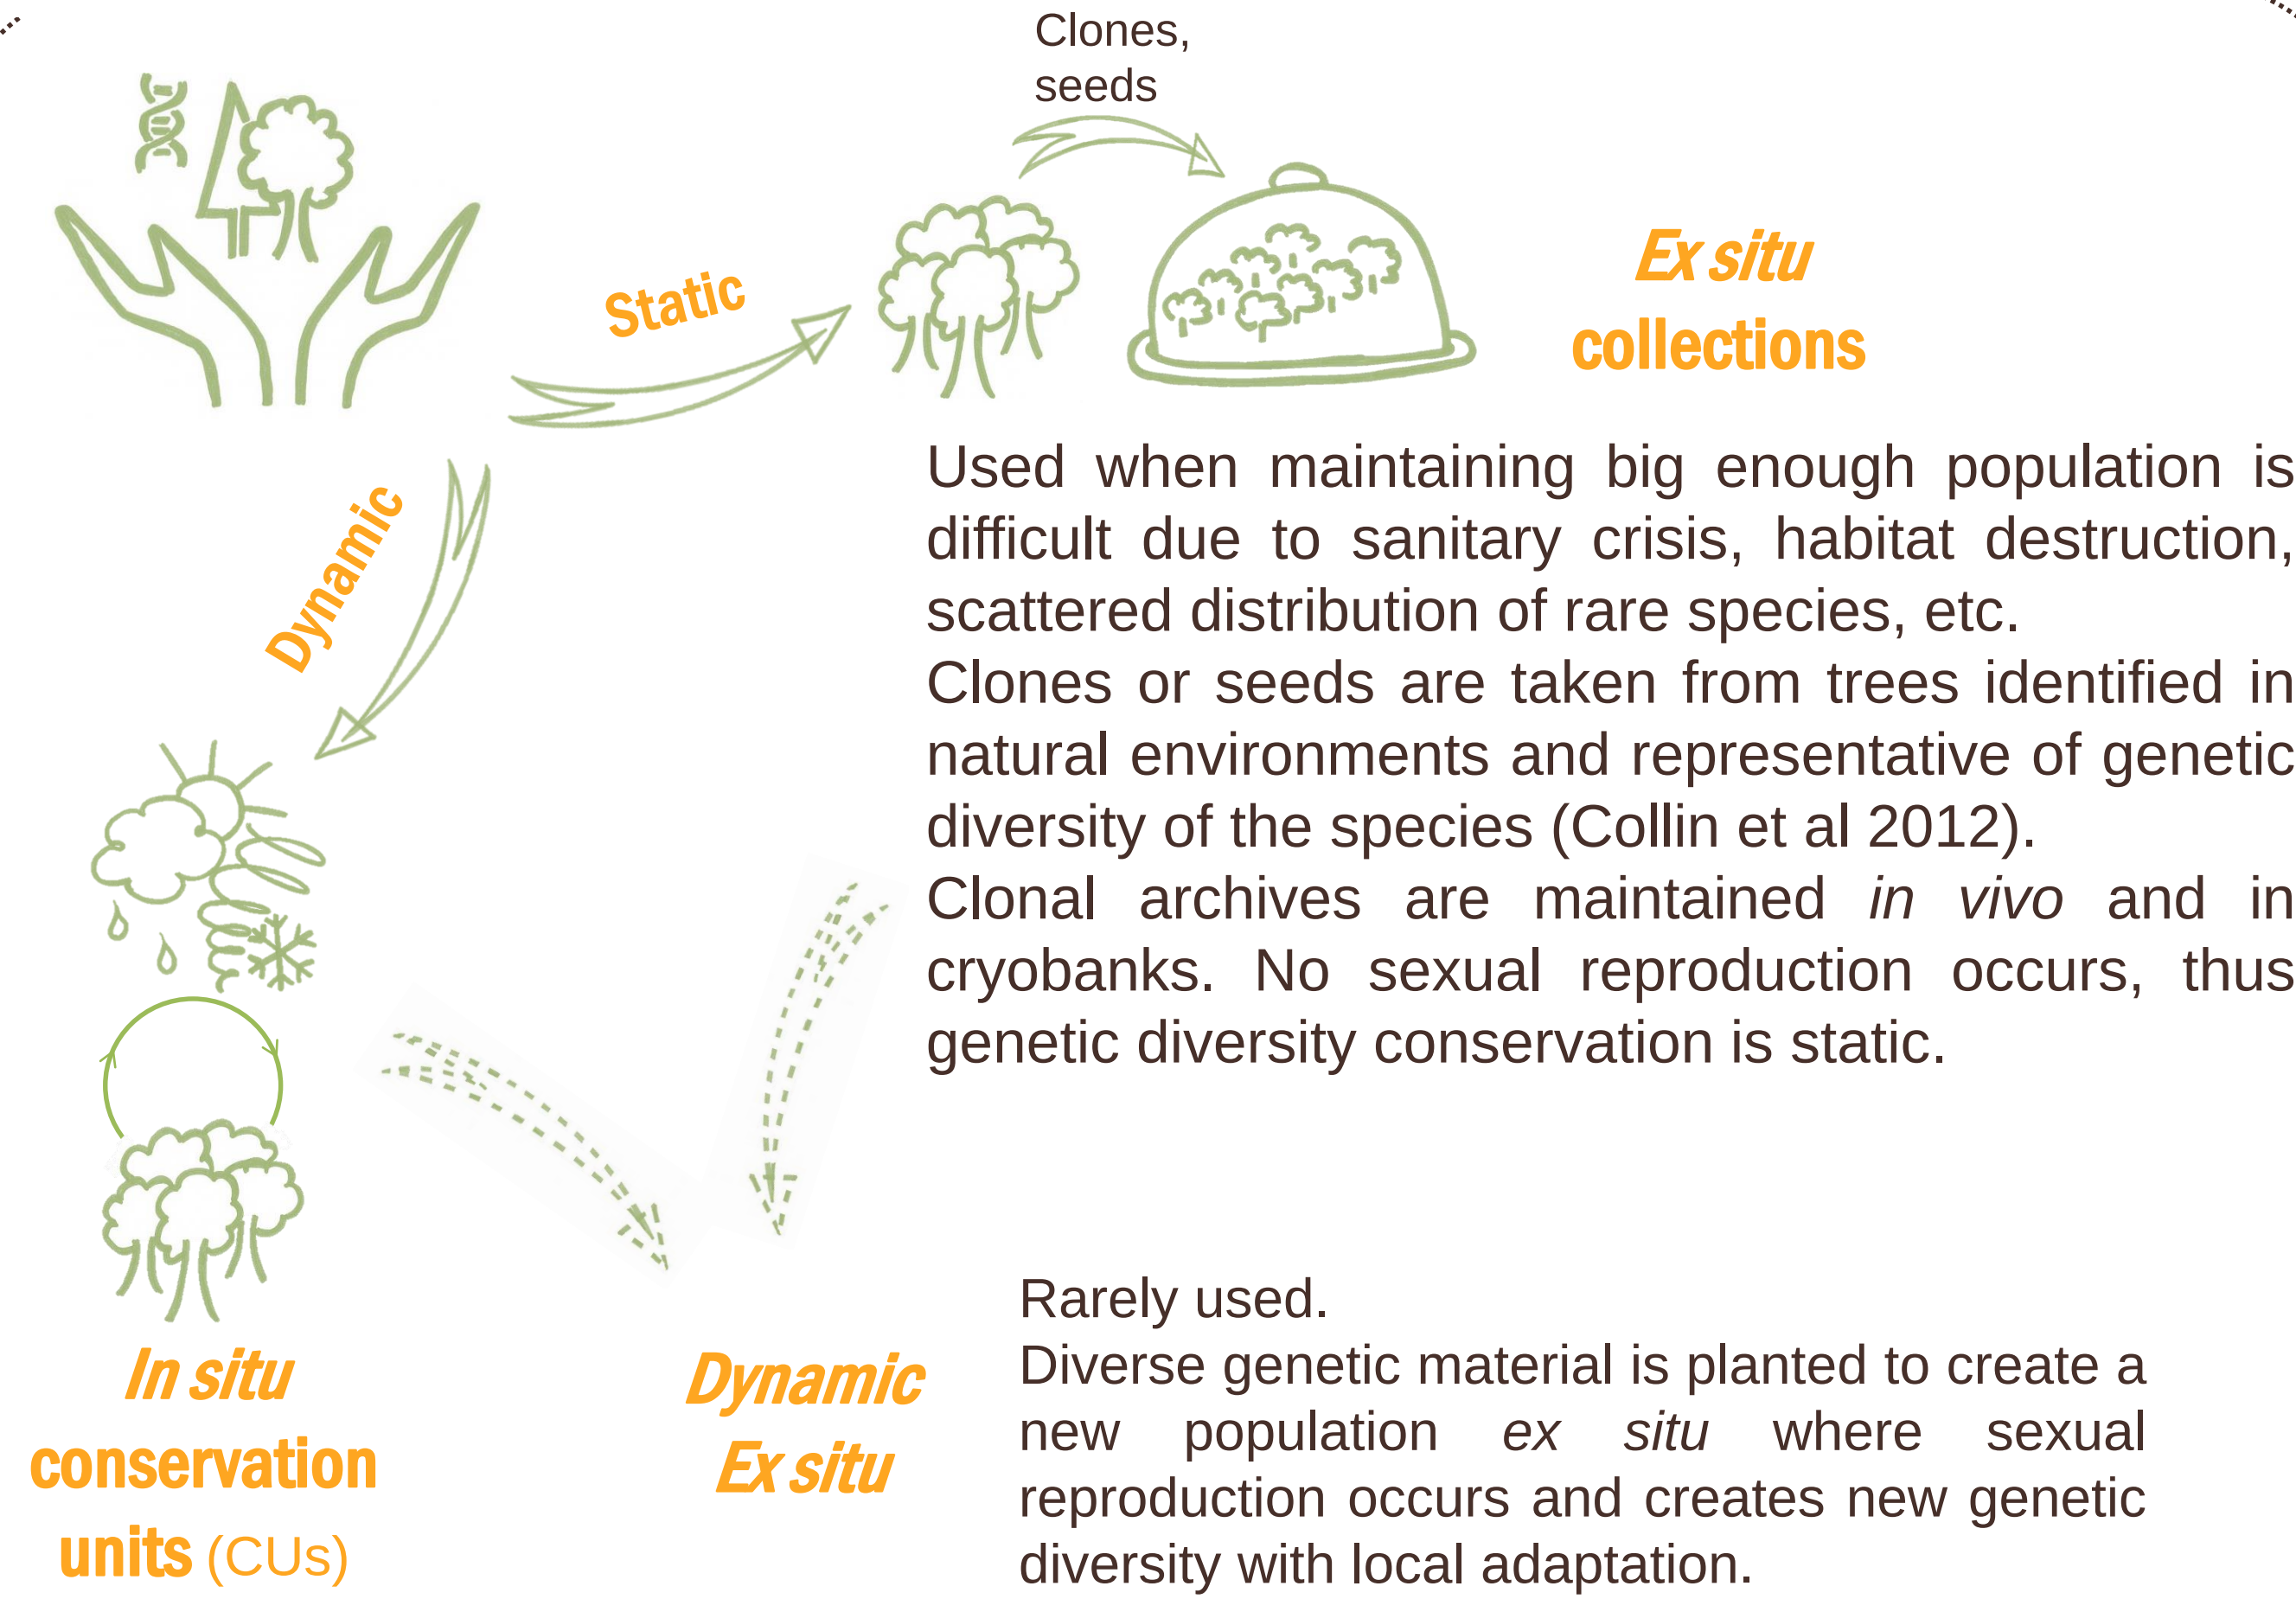 Clones,
seeds
Static
Ex situ
collections
Dynamic
Used when maintaining big enough population is
difficult due to sanitary crisis, habitat destruction,
scattered distribution of rare species, etc.
Clones or seeds are taken from trees identified in
natural environments and representative of genetic
diversity of the species (Collin et al 2012).
Clonal archives are maintained in vivo and in
cryobanks. No sexual reproduction occurs, thus
genetic diversity conservation is static.
In situ
conservation
units (CUs)
Dynamic
Ex situ
Rarely used.
Diverse genetic material is planted to create a
new population ex situ where sexual
reproduction occurs and creates new genetic
diversity with local adaptation.